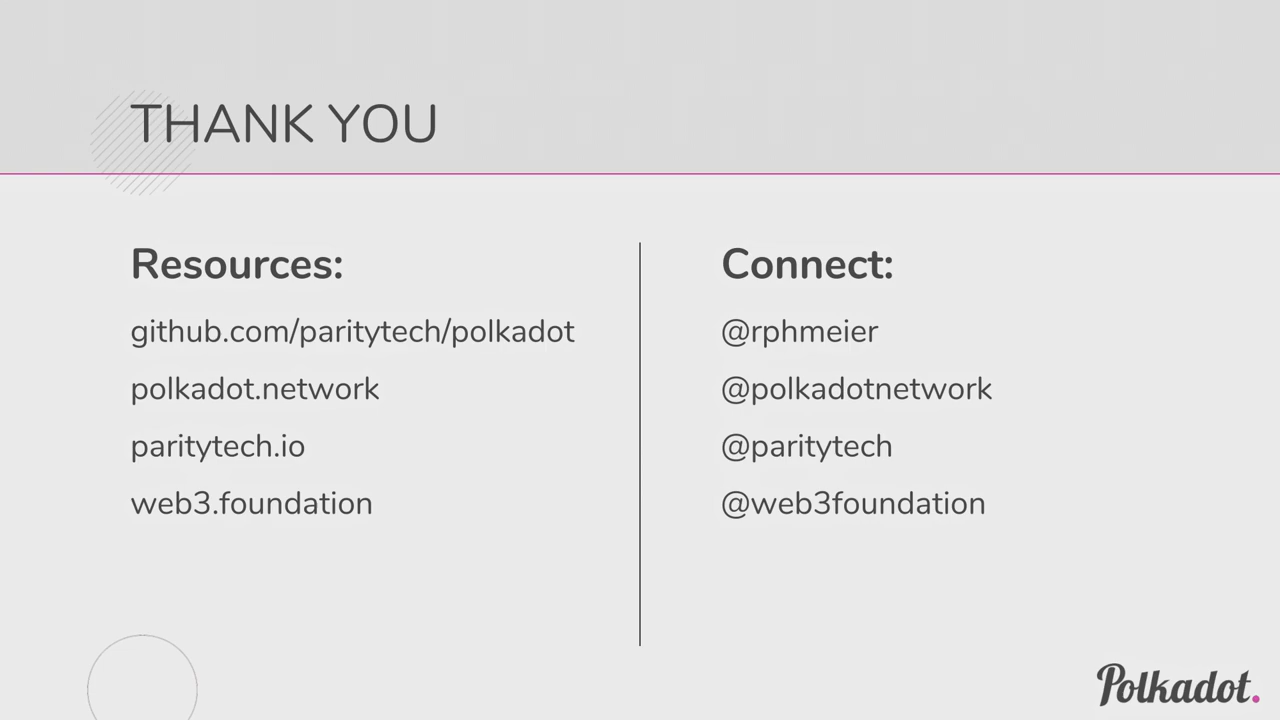 THANK YOU
Resources:
github.com/paritytech/polkadot
polkadot.network
paritytech.io
web3.foundation
Connect:
@rphmeier
@polkadotnetwork
@paritytech
@web3foundation
Polkadot.